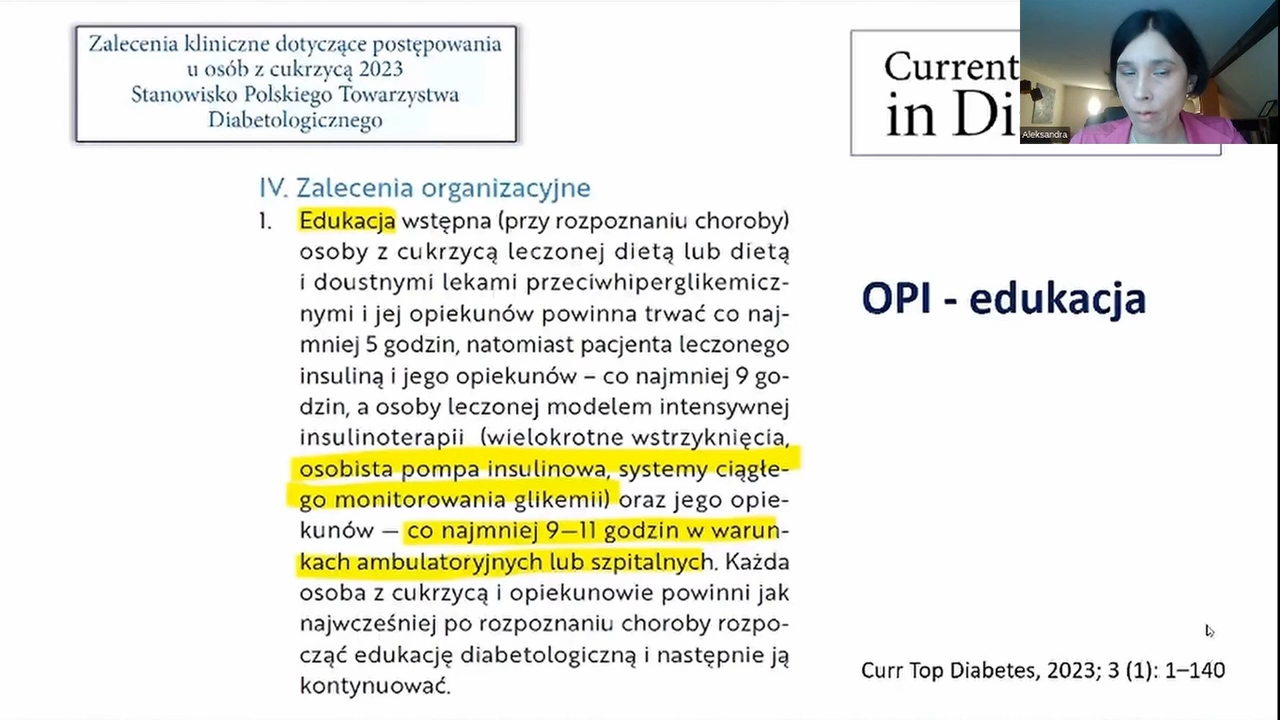 Zalecenia kliniczne dotyczące postępowania
u osób z cukrzycą 2023
Stanowisko Polskiego Towarzystwa
Diabetologicznego
Current
in Di
Aleksandra
IV. Zalecenia organizacyjne
1. Edukacja wstępna (przy rozpoznaniu choroby)
osoby z cukrzycą leczonej dietą lub dietą
i doustnymi lekami przeciwhiperglikemicz-
nymi i jej opiekunów powinna trwać co naj-
mniej 5 godzin, natomiast pacjenta leczonego
insuliną i jego opiekunów – co najmniej 9 go-
dzin, a osoby leczonej modelem intensywnej
insulinoterapii (wielokrotne wstrzyknięcia,
osobista pompa insulinowa, systemy ciągłe-
go monitorowania glikemii) oraz jego opie-
kunów — co najmniej 9–11 godzin w warun-
kach ambulatoryjnych lub szpitalnych. Każda
osoba z cukrzycą i opiekunowie powinni jak
najwcześniej po rozpoznaniu choroby rozpo-
cząć edukację diabetologiczną i następnie ją
kontynuować.
OPI - edukacja
Curr Top Diabetes, 2023; 3 (1): 1–140